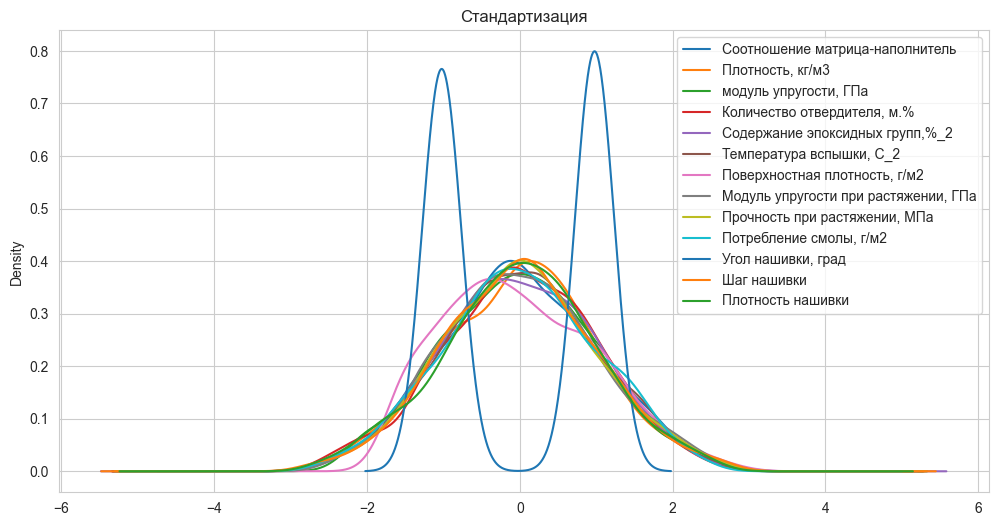 Стандартизация
Соотношение матрица-наполнитель
Плотность, кг/м3
модуль упругости, ГПа
Количество отвердителя, м.%
Содержание эпоксидных групп,%_2
Температура вспышки, С_2
Поверхностная плотность, г/м2
Модуль упругости при растяжении, ГПа
Прочность при растяжении, МПа
Потребление смолы, г/м2
Угол нашивки, град
Шаг нашивки
Плотность нашивки
Density
0.8
0.7
0.6
0.5
0.4
0.3
0.2
0.1
0.0
−6 −4 −2 0 2 4 6